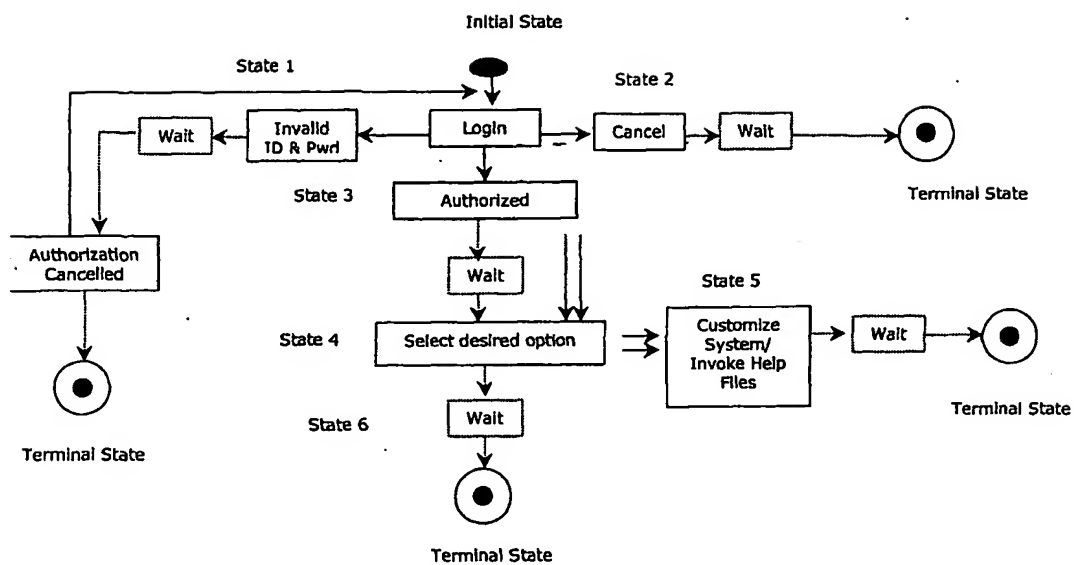 Initial State
State 1
State 2
Wait
Invalid
ID & Pwd
Login
Cancel
Wait
Terminal State
State 3
Authorized
Authorization
Cancelled
Wait
State 5
State 4
Select desired option
Customize
System/
Invoke Help
Files
Wait
Terminal State
State 6
Wait
Terminal State
Terminal State